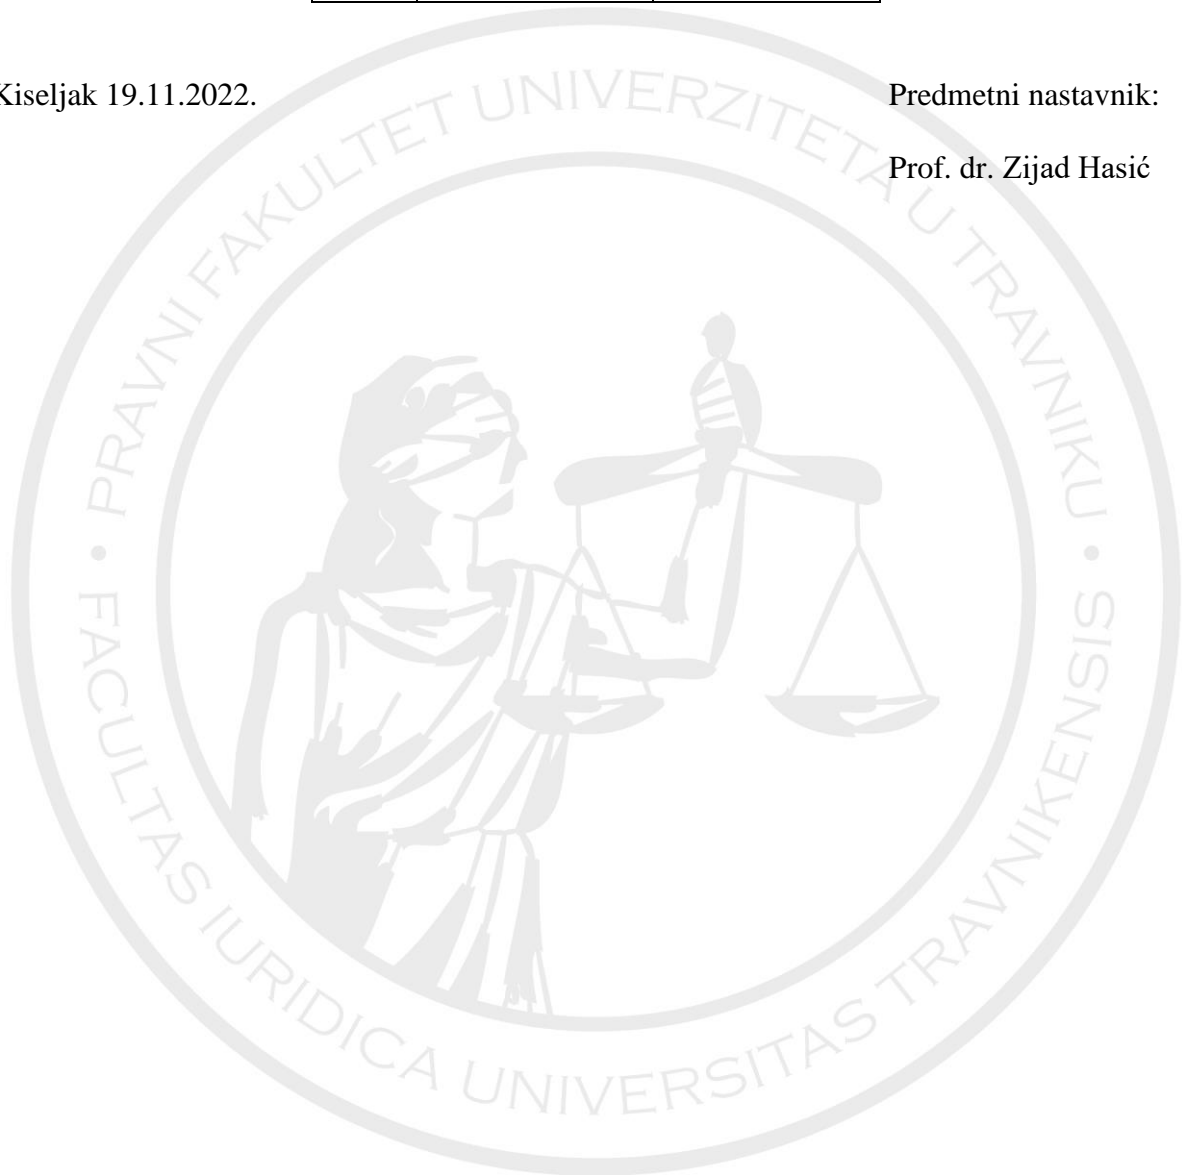 Kiseljak 19.11.2022.
Predmetni nastavnik:
Prof. dr. Zijad Hasić
PRAVNI FAKULTET UNIVERZITETA U TRAVNIKU
FACULTAS IURIDICA UNIVERSITAS TRAVNIKENSIS